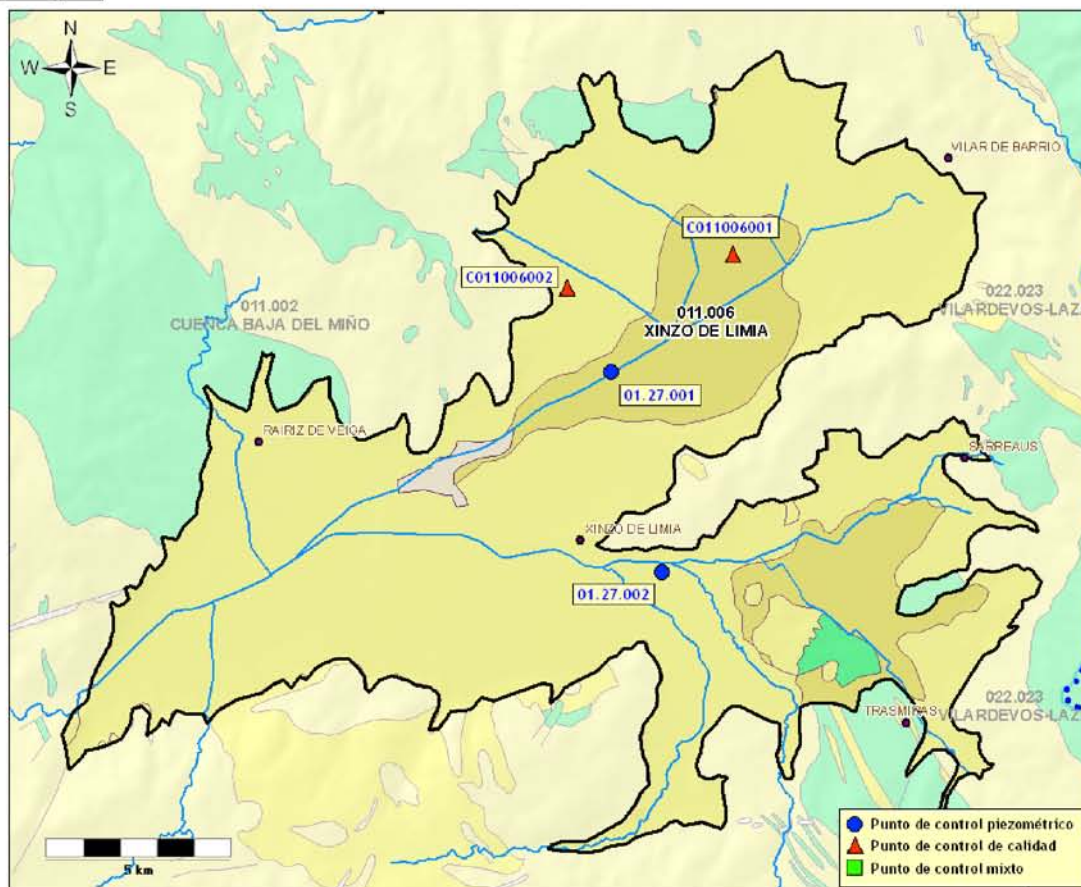 N
W E
S
VILAR DE BARRIO
C011006001
C011006002
011.002
CUENCA BAJA DEL MIÑO
022.023
VILARDEVOS-LAZ
011.006
XINZO DE LIMIA
01.27.001
RAIRIZ DE VEIGA
SARREAUS
XINZO DE LIMIA
01.27.002
022.023
VILARDEVOS-LAZ
TRASMIRAS
5 km
Punto de control piezométrico
Punto de control de calidad
Punto de control mixto